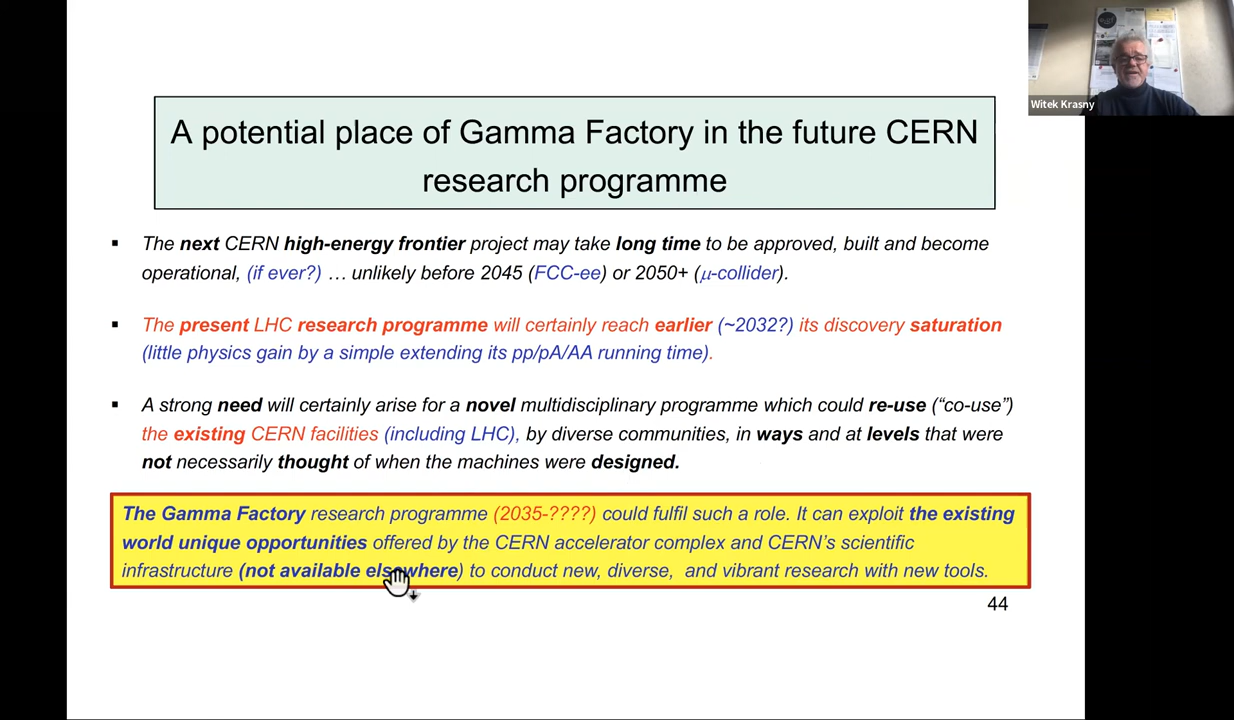 Witek Krasny
A potential place of Gamma Factory in the future CERN
research programme
▪ The next CERN high-energy frontier project may take long time to be approved, built and become
operational, (if ever?) … unlikely before 2045 (FCC-ee) or 2050+ (μ-collider).
▪ The present LHC research programme will certainly reach earlier (~2032?) its discovery saturation
(little physics gain by a simple extending its pp/pA/AA running time).
▪ A strong need will certainly arise for a novel multidisciplinary programme which could re-use (“co-use”)
the existing CERN facilities (including LHC), by diverse communities, in ways and at levels that were
not necessarily thought of when the machines were designed.
The Gamma Factory research programme (2035-????) could fulfil such a role. It can exploit the existing
world unique opportunities offered by the CERN accelerator complex and CERN’s scientific
infrastructure (not available elsewhere) to conduct new, diverse, and vibrant research with new tools.
44